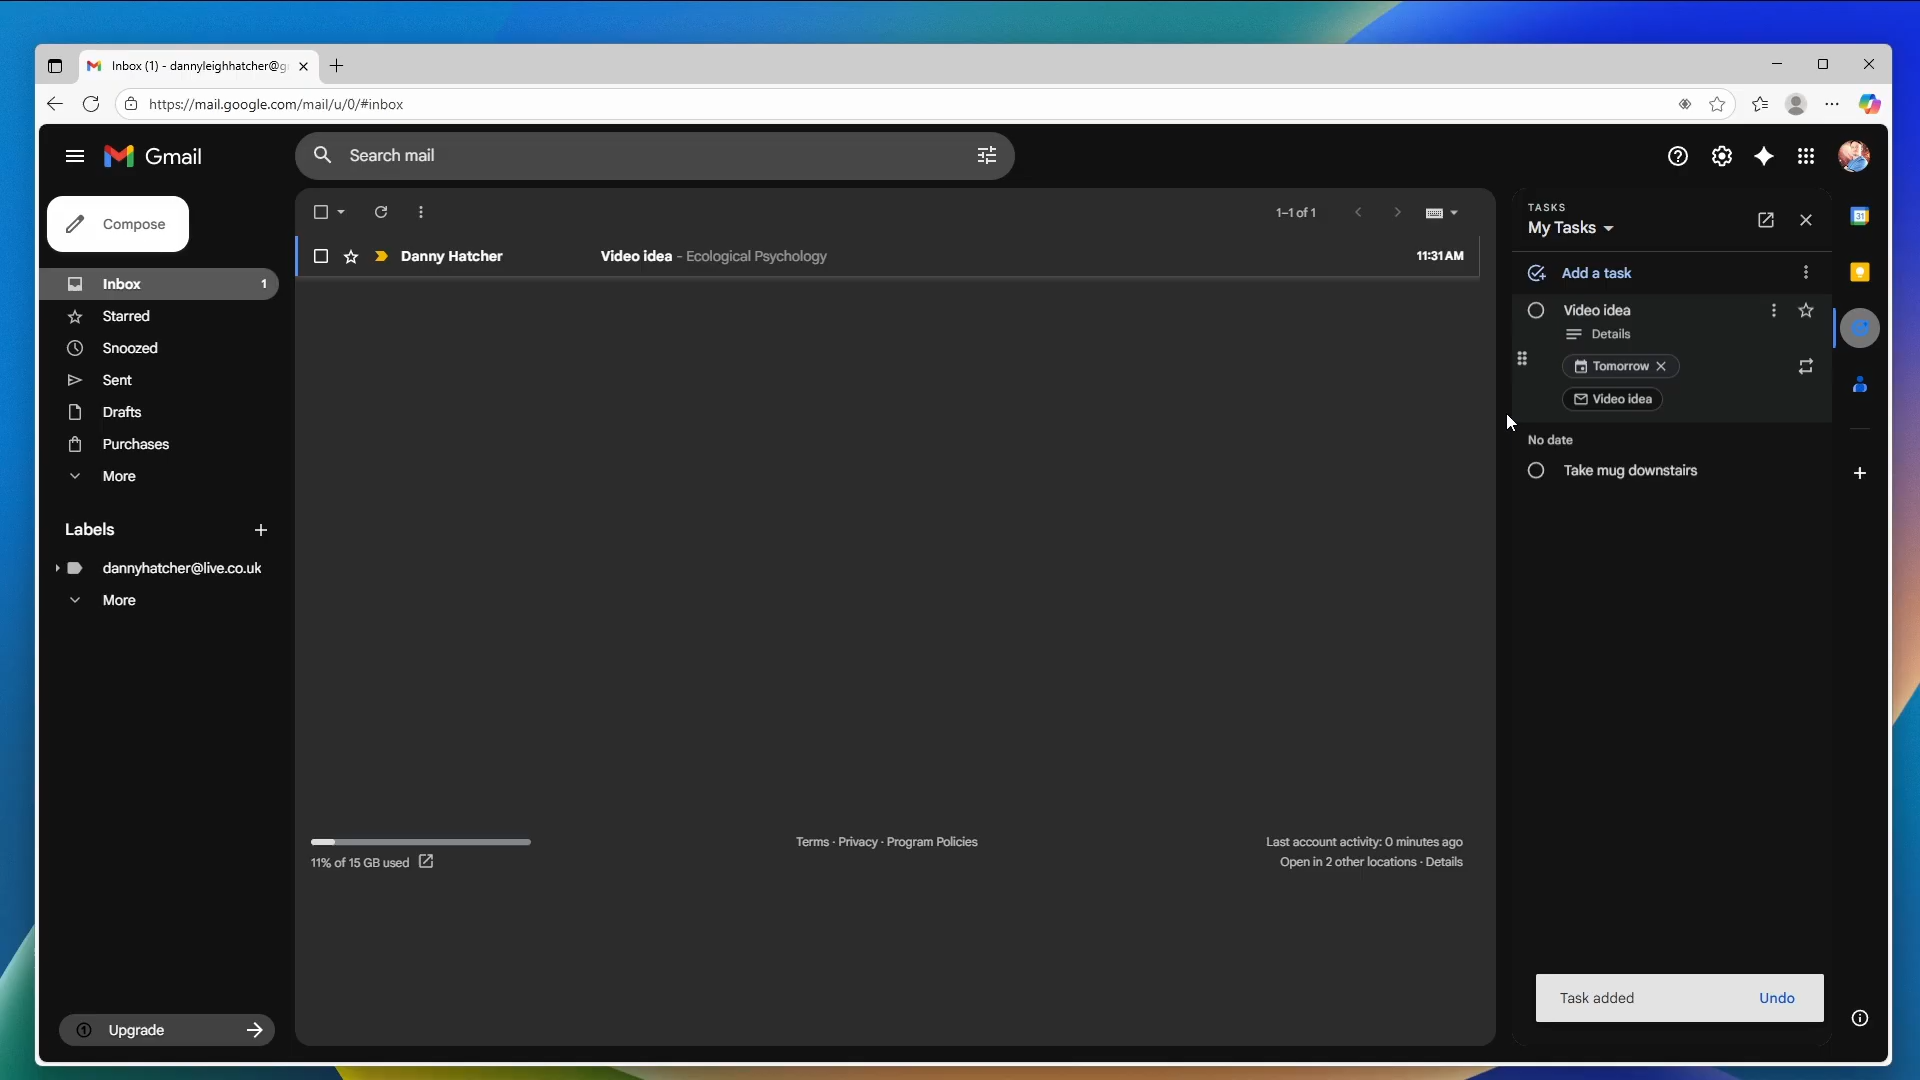 Inbox (1) - dannyleighhatcher@g
https://mail.google.com/mail/u/0/#inbox
Gmail
Search mail
Compose
Inbox 1
Starred
Snoozed
Sent
Drafts
Purchases
More
Labels
dannyhatcher@live.co.uk
More
Upgrade
1–1 of 1
Danny Hatcher Video idea - Ecological Psychology 11:31 AM
11% of 15 GB used
Terms · Privacy · Program Policies
Last account activity: 0 minutes ago
Open in 2 other locations · Details
TASKS
My Tasks
Add a task
Video idea
Details
Tomorrow
Video idea
No date
Take mug downstairs
Task added Undo
31